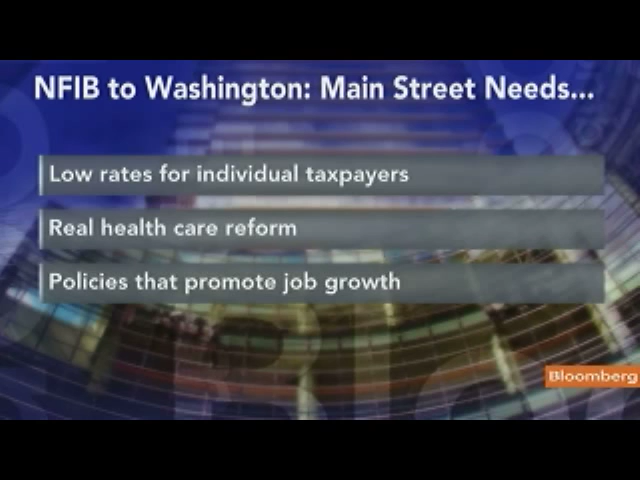 NFIB to Washington: Main Street Needs...
Low rates for individual taxpayers
Real health care reform
Policies that promote job growth
Bloomberg